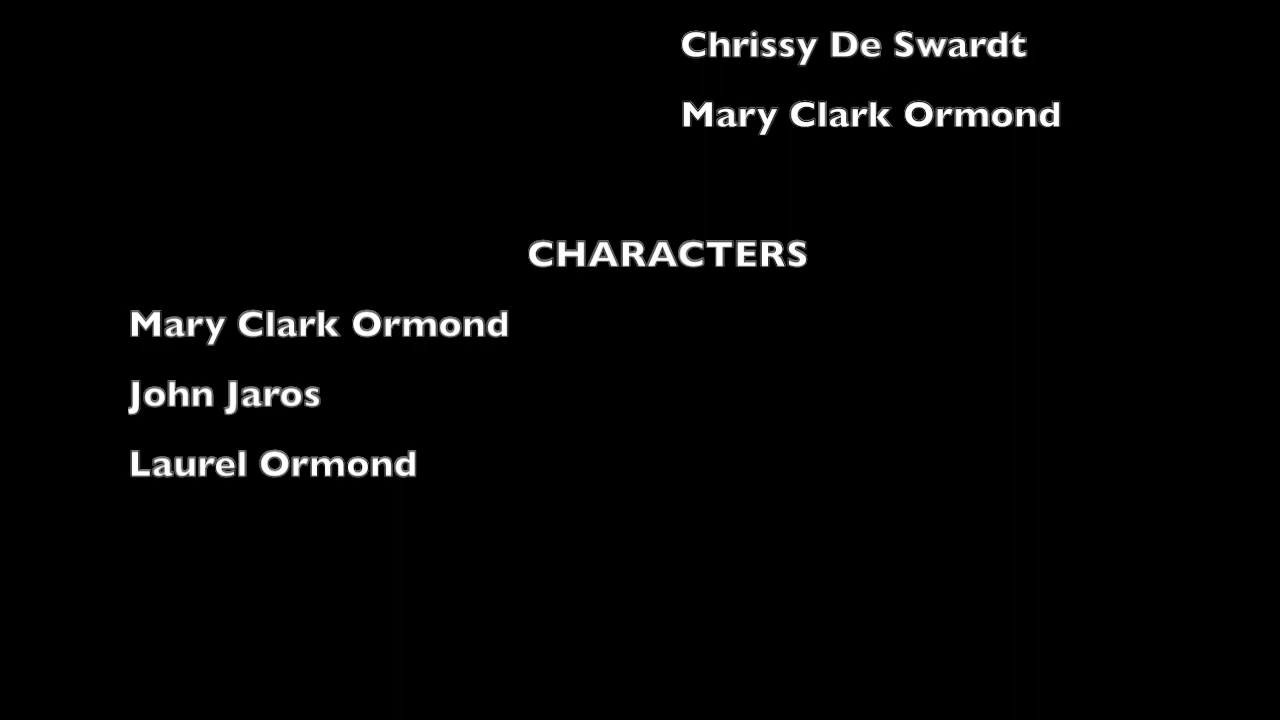 Chrissy De Swardt
Mary Clark Ormond
CHARACTERS
Mary Clark Ormond
John Jaros
Laurel Ormond